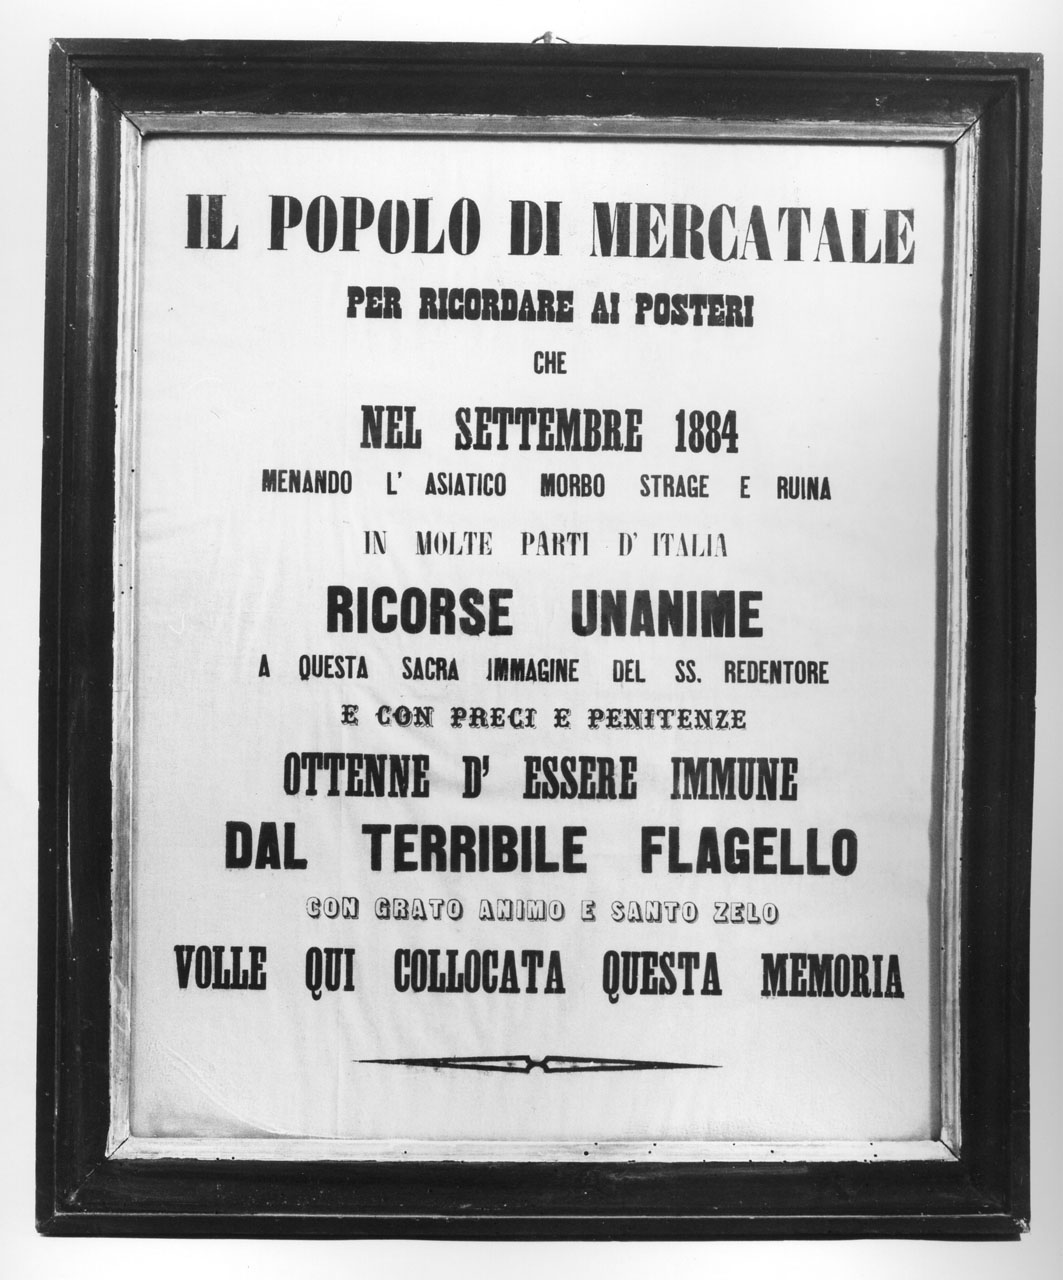 IL POPOLO DI MERCATALE
PER RICORDARE AI POSTERI
CHE
NEL SETTEMBRE 1884
MENANDO L' ASIATICO MORBO STRAGE E RUINA
IN MOLTE PARTI D' ITALIA
RICORSE UNANIME
A QUESTA SACRA IMMAGINE DEL SS. REDENTORE
E CON PRECI E PENITENZE
OTTENNE D' ESSERE IMMUNE
DAL TERRIBILE FLAGELLO
CON GRATO ANIMO E SANTO ZELO
VOLLE QUI COLLOCATA QUESTA MEMORIA